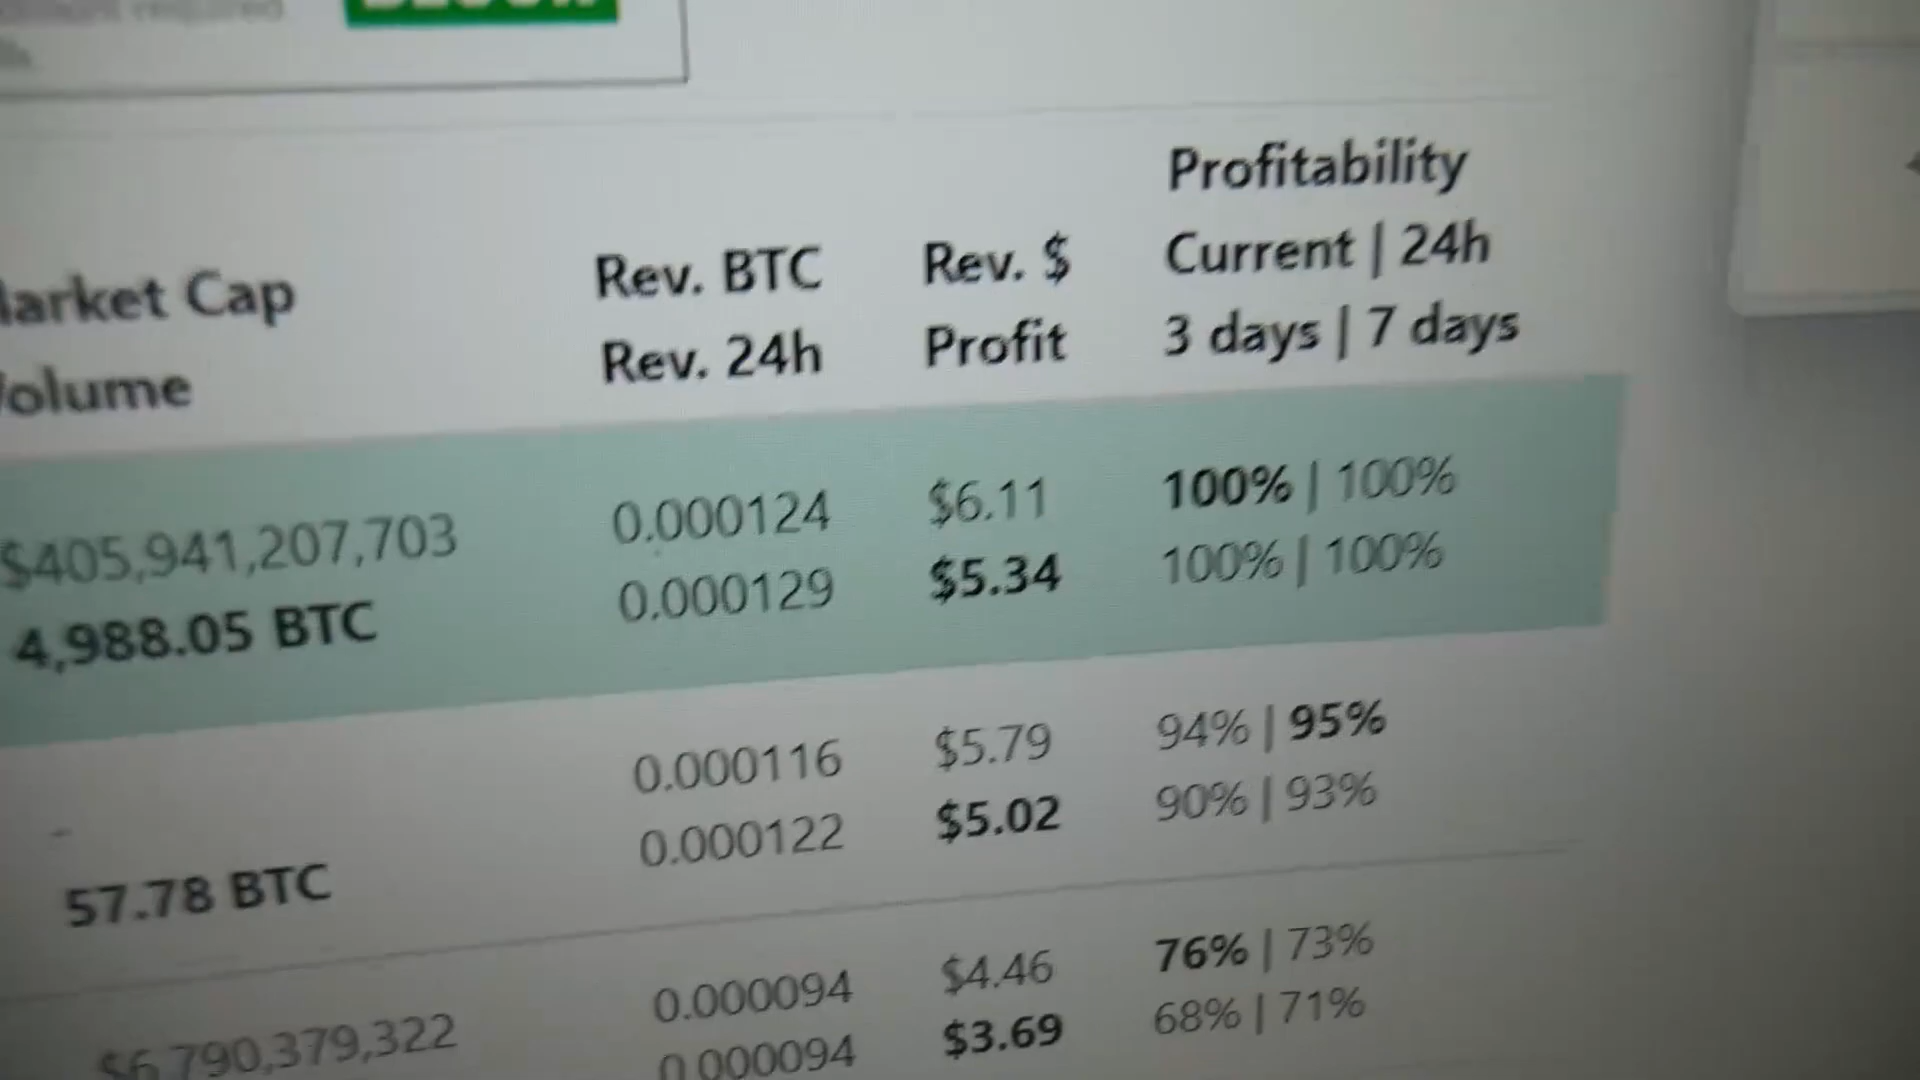 required
Market Cap
Volume
Rev. BTC
Rev. 24h
Rev. $
Profit
Profitability
Current | 24h
3 days | 7 days
$405,941,207,703
4,988.05 BTC
0.000124
0.000129
$6.11
$5.34
100% | 100%
100% | 100%
-
57.78 BTC
0.000116
0.000122
$5.79
$5.02
94% | 95%
90% | 93%
$6,790,379,322
0.000094
0.000094
$4.46
$3.69
76% | 73%
68% | 71%